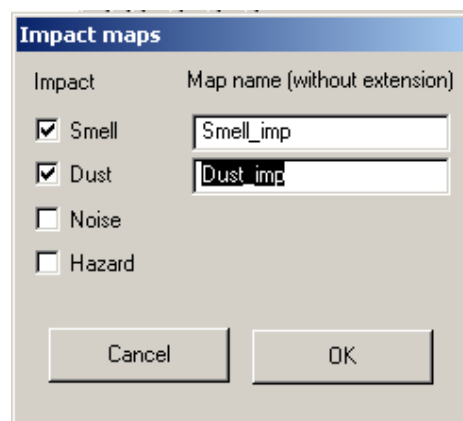 Impact maps
Impact Map name (without extension)
Smell Smell_imp
Dust Dust_imp
Noise
Hazard
Cancel OK